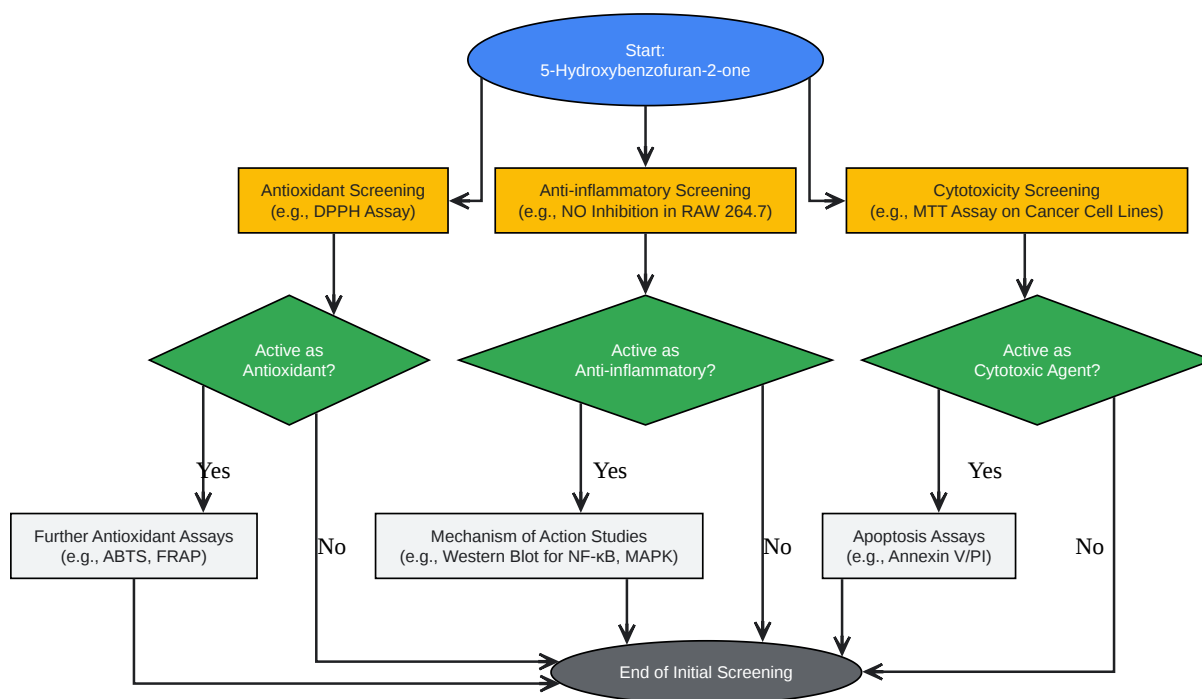 Start:
5-Hydroxybenzofuran-2-one
Antioxidant Screening
(e.g., DPPH Assay)
Anti-inflammatory Screening
(e.g., NO Inhibition in RAW 264.7)
Cytotoxicity Screening
(e.g., MTT Assay on Cancer Cell Lines)
Active as
Antioxidant?
Active as
Anti-inflammatory?
Active as
Cytotoxic Agent?
Yes
Yes
Yes
Further Antioxidant Assays
(e.g., ABTS, FRAP)
No
Mechanism of Action Studies
(e.g., Western Blot for NF-κB, MAPK)
No
Apoptosis Assays
(e.g., Annexin V/PI)
No
End of Initial Screening